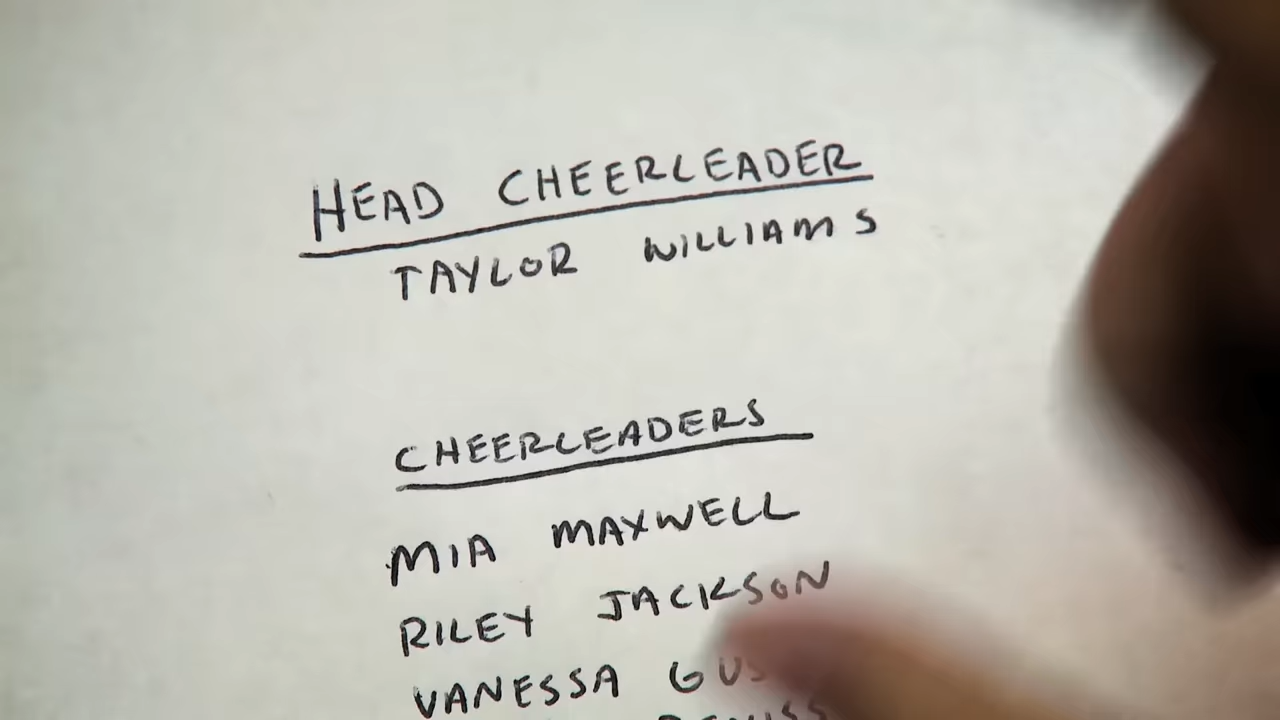 HEAD CHEERLEADER
TAYLOR WILLIAMS
CHEERLEADERS
MIA MAXWELL
RILEY JACKSON
VANESSA